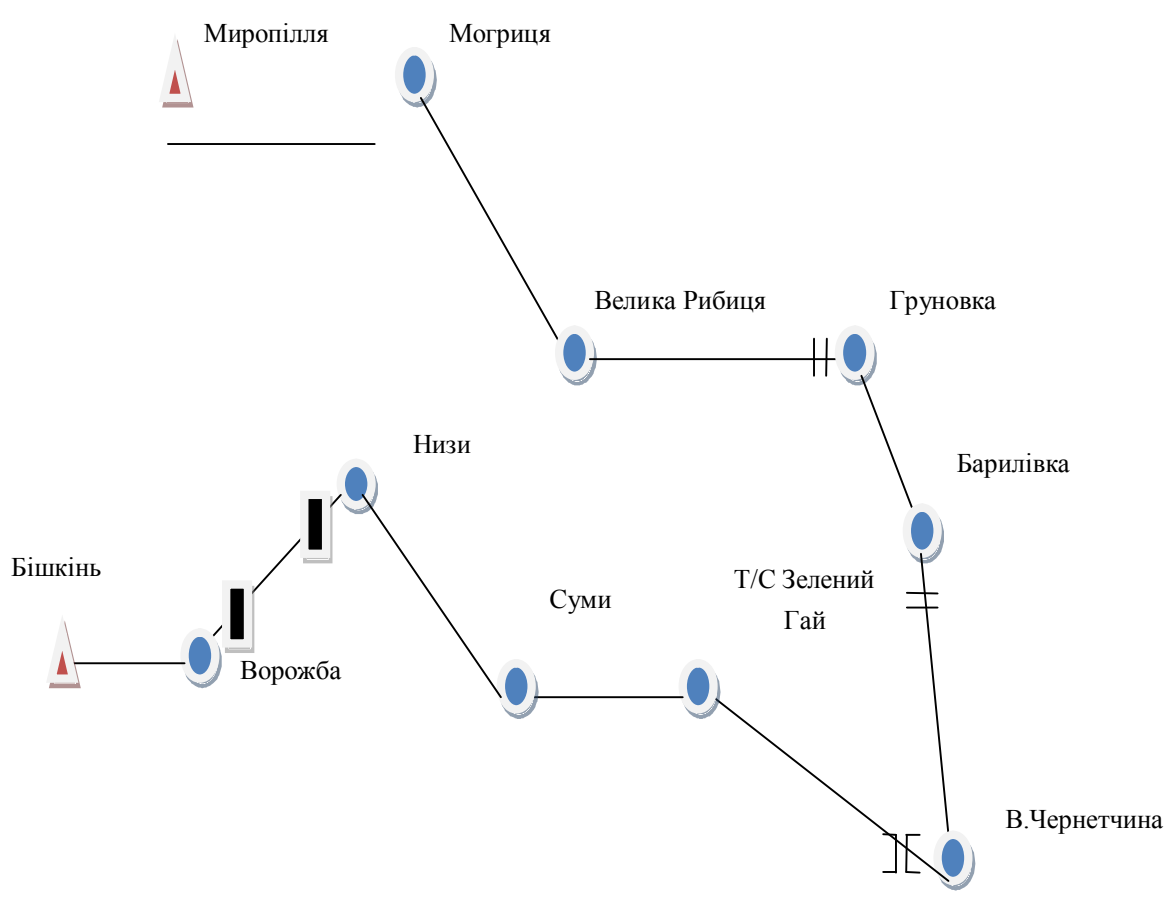 Миропілля
Могриця
Велика Рибиця
Груновка
Низи
Барилівка
Бішкінь
Т/С Зелений
Гай
Суми
Ворожба
В.Чернетчина